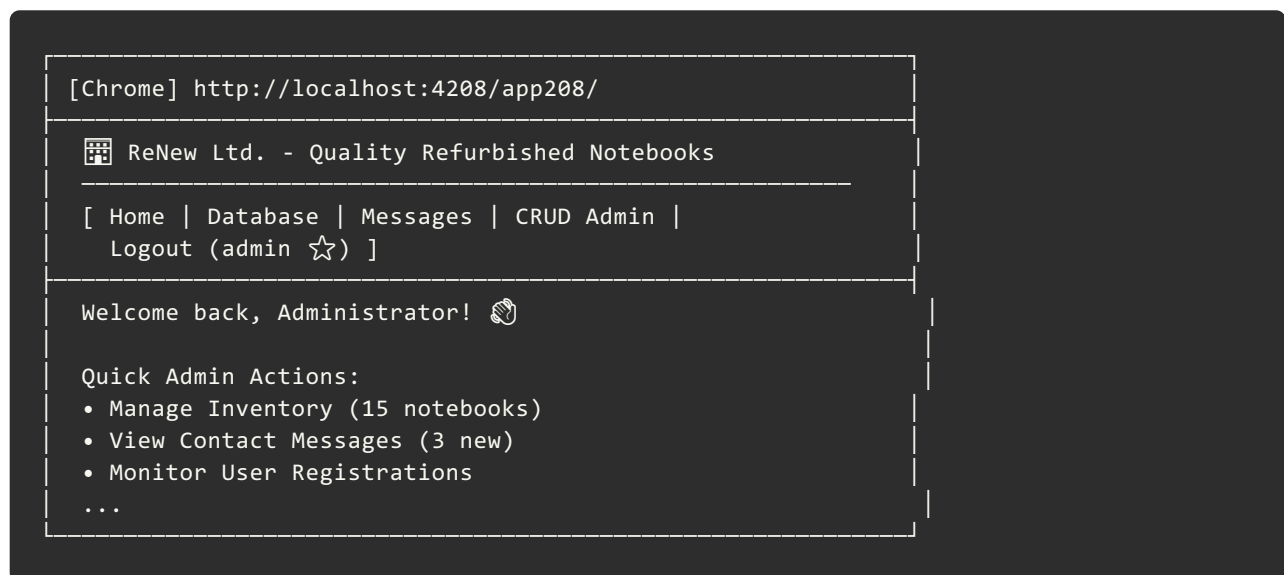 [Chrome] http://localhost:4208/app208/
🏢 ReNew Ltd. - Quality Refurbished Notebooks
[ Home | Database | Messages | CRUD Admin |
Logout (admin ☆) ]
Welcome back, Administrator! 👋
Quick Admin Actions:
• Manage Inventory (15 notebooks)
• View Contact Messages (3 new)
• Monitor User Registrations
...